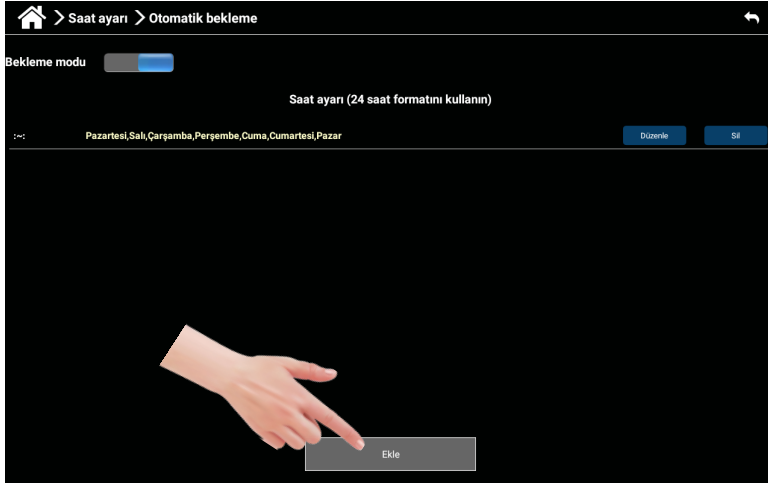 Saat ayarı Otomatik bekleme
Bekleme modu
Saat ayarı (24 saat formatını kullanın)
:~: Pazartesi,Salı,Çarşamba,Perşembe,Cuma,Cumartesi,Pazar Düzenle Sil
Ekle